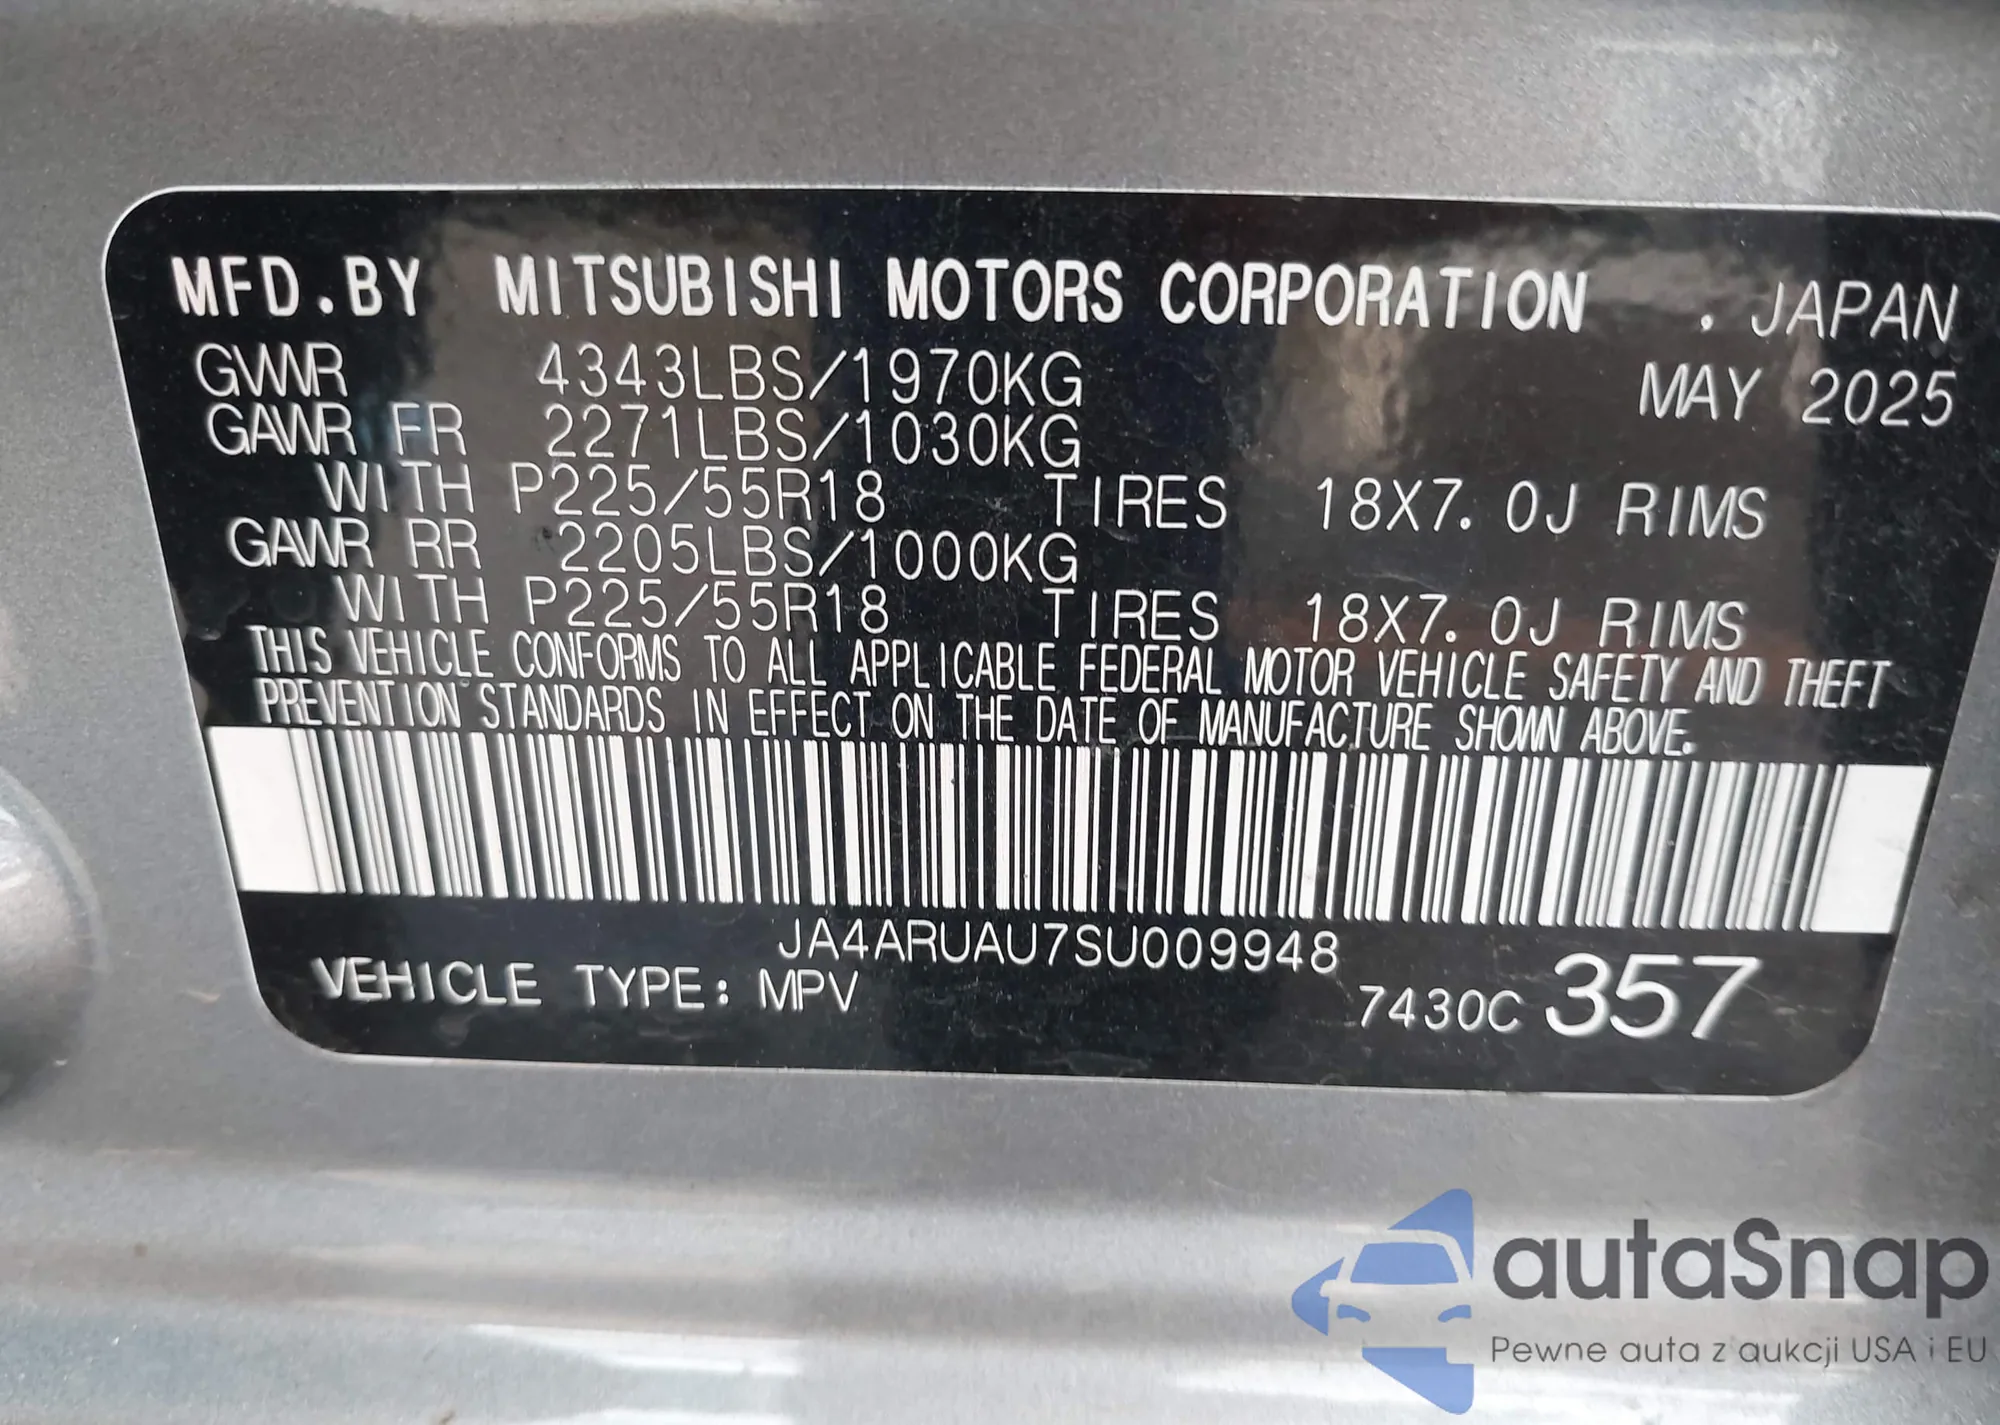 MFD.BY MITSUBISHI MOTORS CORPORATION . JAPAN
GVWR 4343LBS/1970KG MAY 2025
GAWR FR 2271LBS/1030KG
WITH P225/55R18 TIRES 18X7.0J RIMS
GAWR RR 2205LBS/1000KG
WITH P225/55R18 TIRES 18X7.0J RIMS
THIS VEHICLE CONFORMS TO ALL APPLICABLE FEDERAL MOTOR VEHICLE SAFETY AND THEFT
PREVENTION STANDARDS IN EFFECT ON THE DATE OF MANUFACTURE SHOWN ABOVE.
JA4ARUAU7SU009948
VEHICLE TYPE: MPV 7430C 357
autaSnap
Pewne auta z aukcji USA i EU